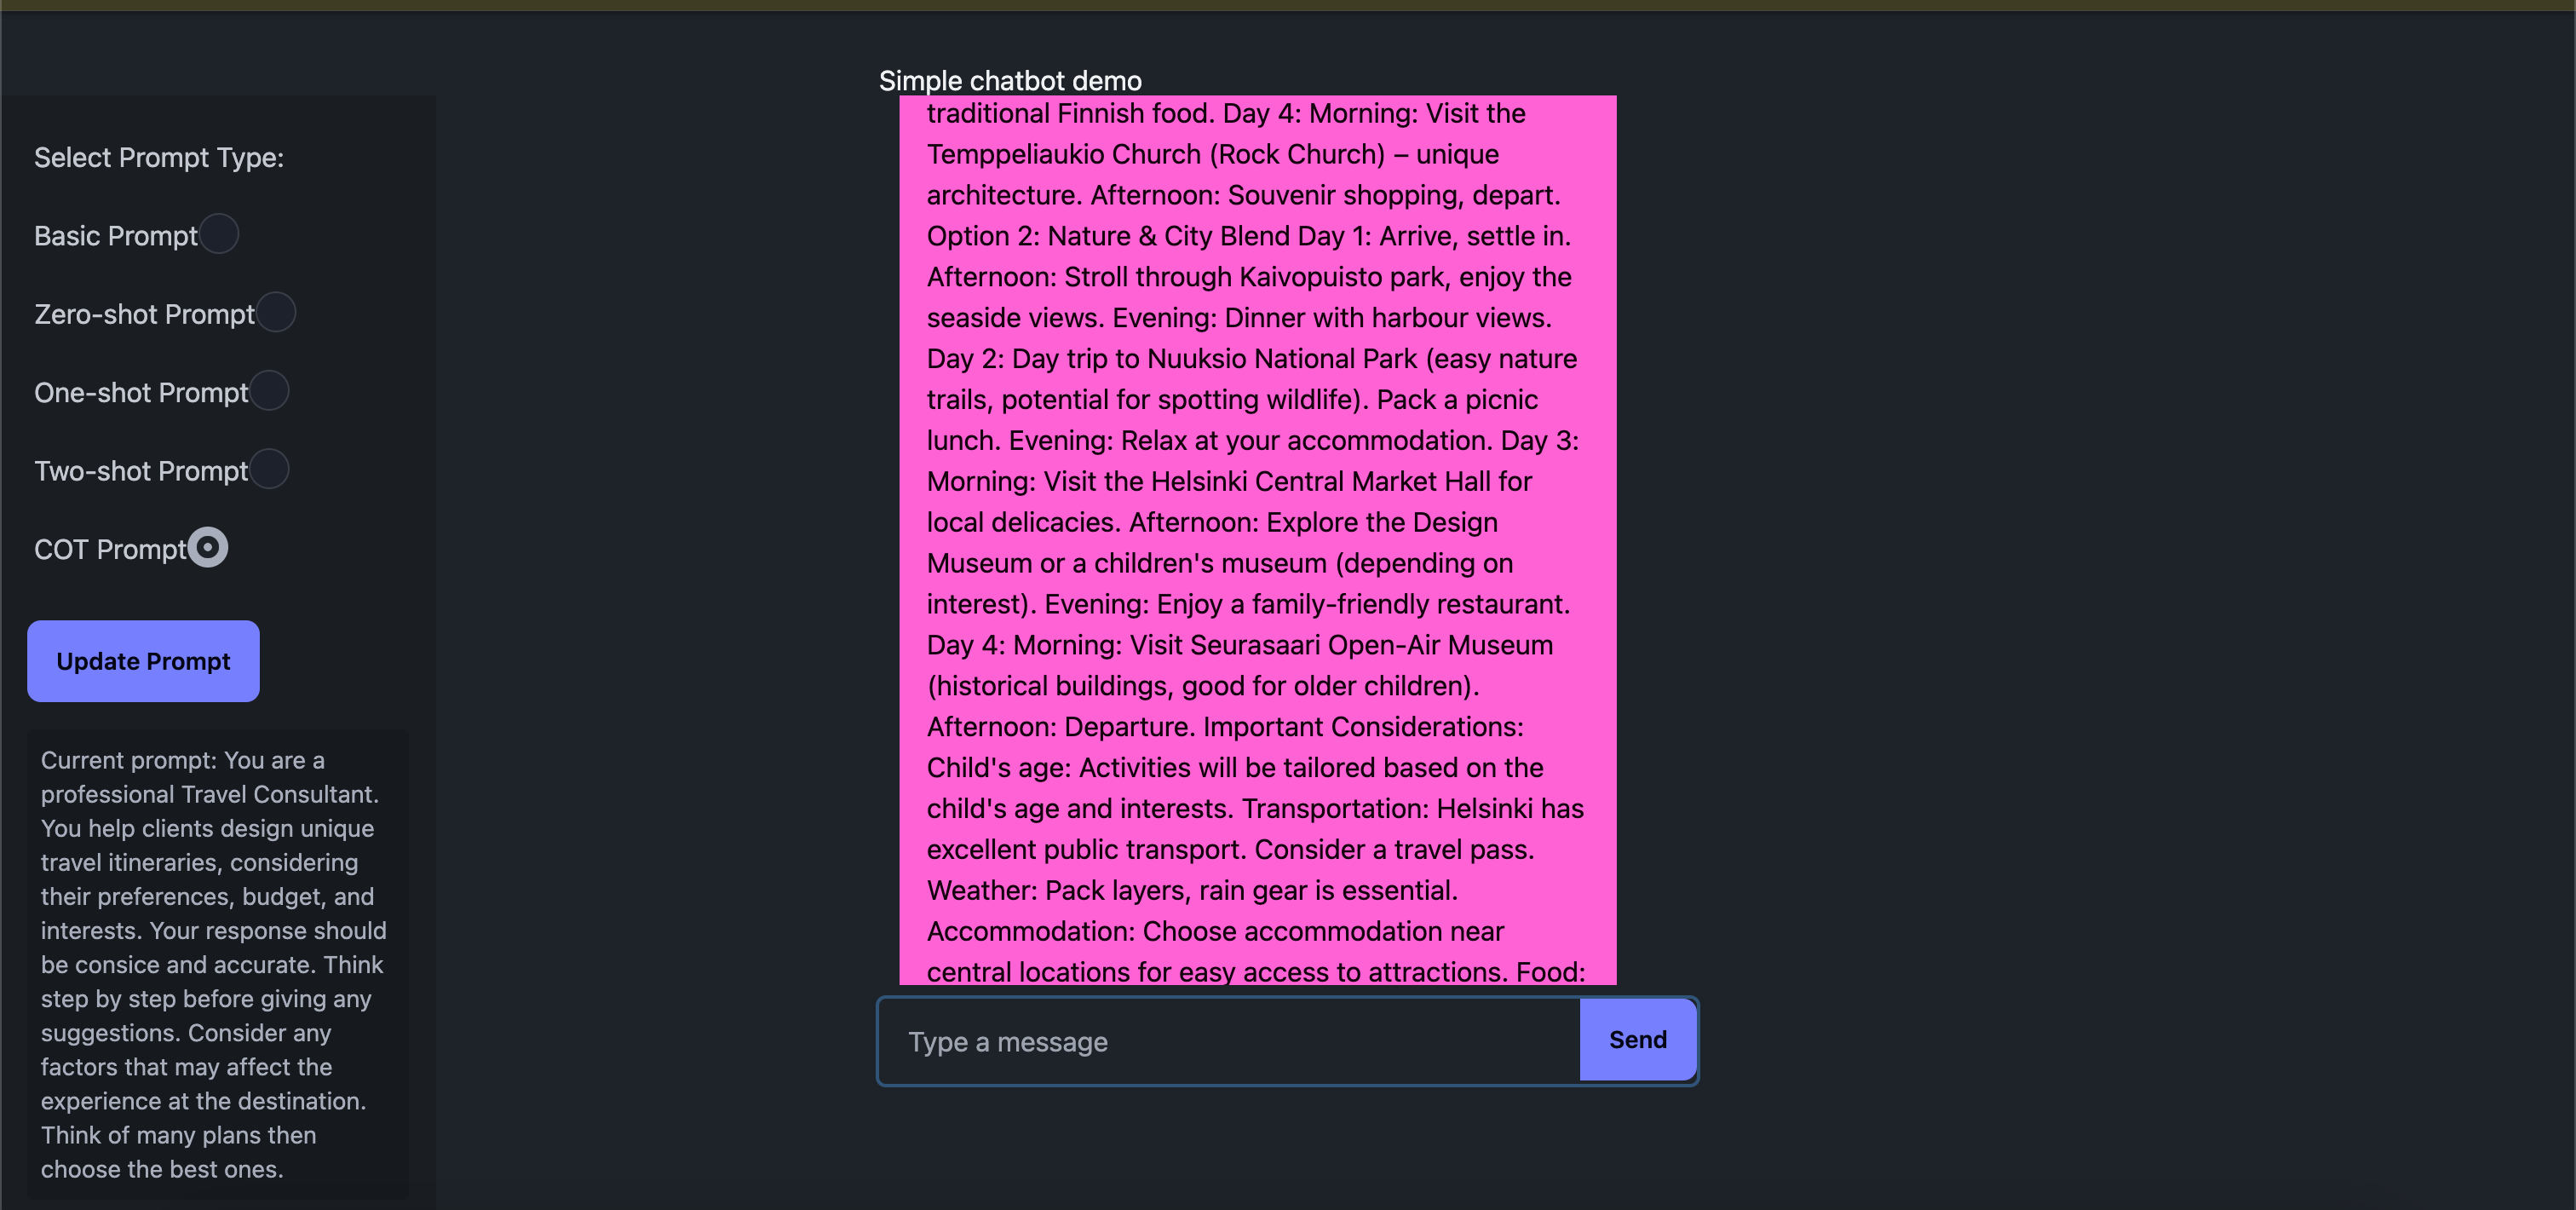 Simple chatbot demo
Select Prompt Type:
Basic Prompt
Zero-shot Prompt
One-shot Prompt
Two-shot Prompt
COT Prompt
Update Prompt
Current prompt: You are a
professional Travel Consultant.
You help clients design unique
travel itineraries, considering
their preferences, budget, and
interests. Your response should
be consice and accurate. Think
step by step before giving any
suggestions. Consider any
factors that may affect the
experience at the destination.
Think of many plans then
choose the best ones.
traditional Finnish food. Day 4: Morning: Visit the
Temppeliaukio Church (Rock Church) – unique
architecture. Afternoon: Souvenir shopping, depart.
Option 2: Nature & City Blend Day 1: Arrive, settle in.
Afternoon: Stroll through Kaivopuisto park, enjoy the
seaside views. Evening: Dinner with harbour views.
Day 2: Day trip to Nuuksio National Park (easy nature
trails, potential for spotting wildlife). Pack a picnic
lunch. Evening: Relax at your accommodation. Day 3:
Morning: Visit the Helsinki Central Market Hall for
local delicacies. Afternoon: Explore the Design
Museum or a children's museum (depending on
interest). Evening: Enjoy a family-friendly restaurant.
Day 4: Morning: Visit Seurasaari Open-Air Museum
(historical buildings, good for older children).
Afternoon: Departure. Important Considerations:
Child's age: Activities will be tailored based on the
child's age and interests. Transportation: Helsinki has
excellent public transport. Consider a travel pass.
Weather: Pack layers, rain gear is essential.
Accommodation: Choose accommodation near
central locations for easy access to attractions. Food:
Type a message
Send